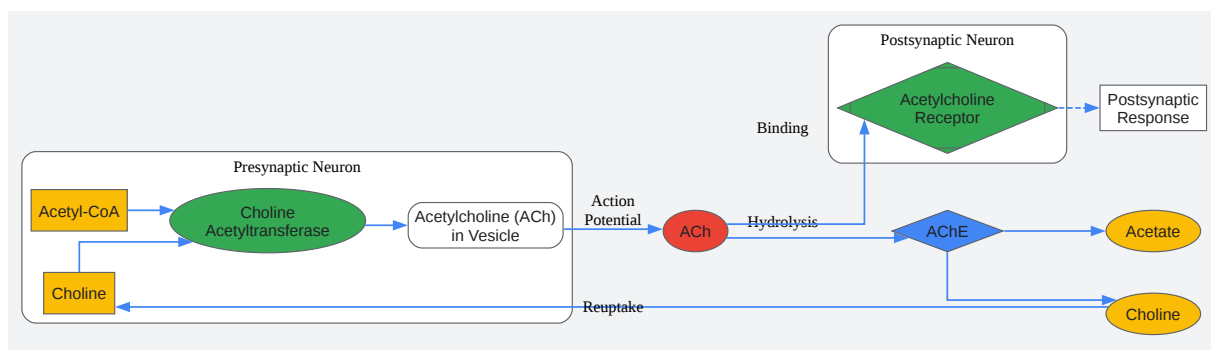 Postsynaptic Neuron
Acetylcholine
Receptor
Postsynaptic
Response
Binding
Presynaptic Neuron
Acetyl-CoA
Choline
Acetyltransferase
Acetylcholine (ACh)
in Vesicle
Action
Potential
ACh
Hydrolysis
AChE
Acetate
Choline
Reuptake
Choline